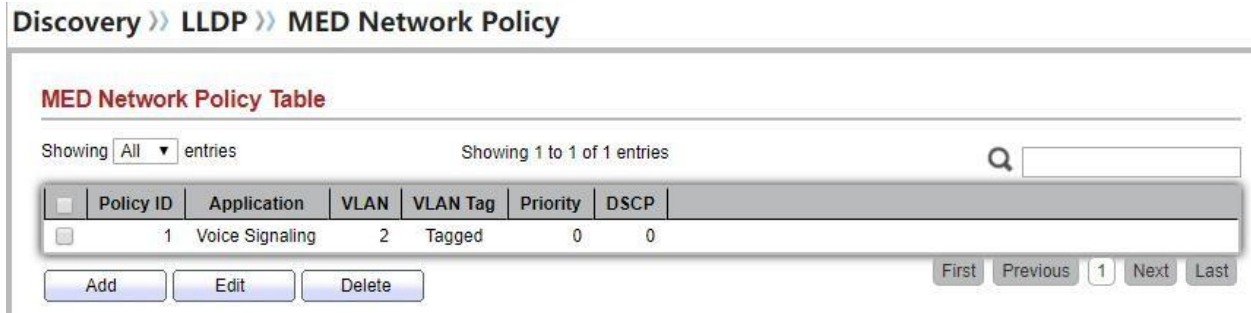 Discovery >> LLDP >> MED Network Policy
MED Network Policy Table
Showing All entries Showing 1 to 1 of 1 entries
Policy ID Application VLAN VLAN Tag Priority DSCP
1 Voice Signaling 2 Tagged 0 0
Add Edit Delete First Previous 1 Next Last